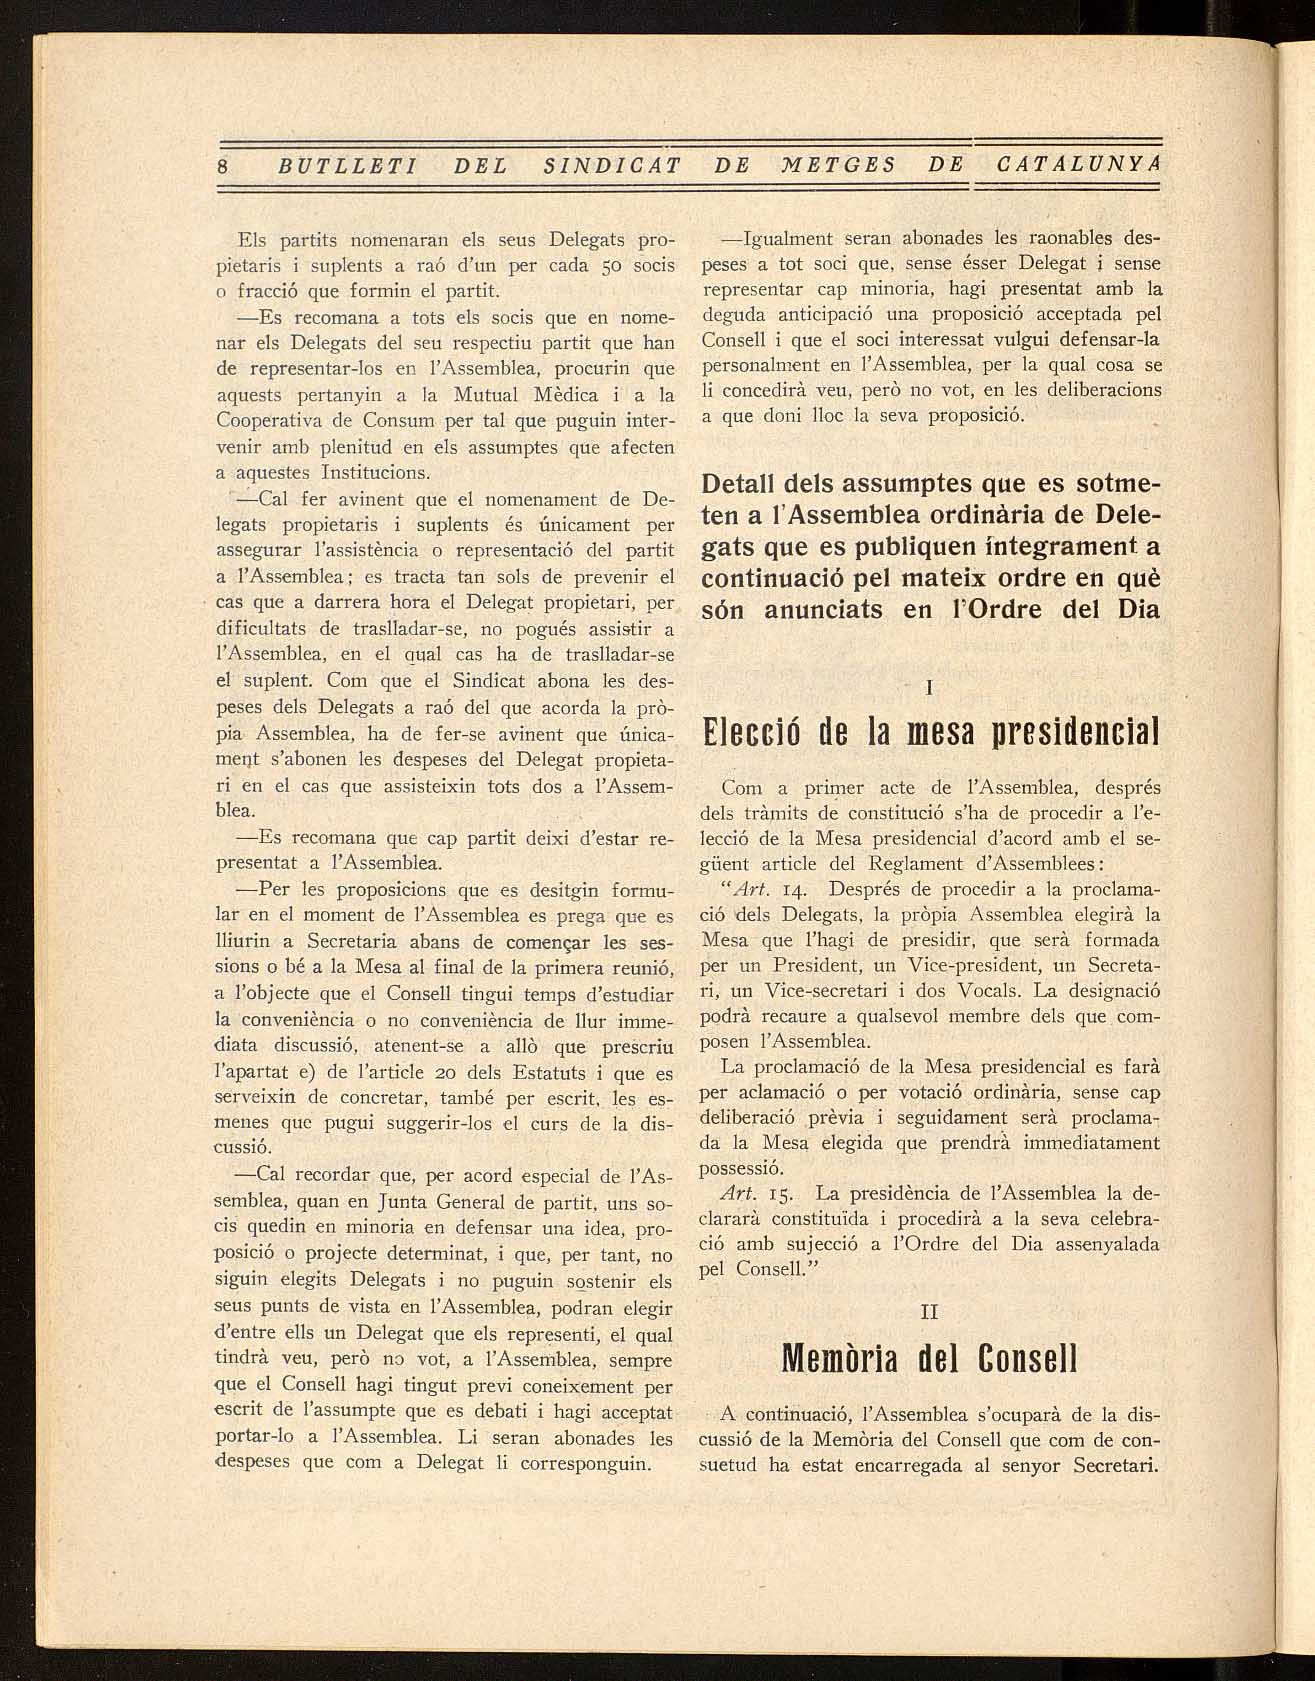 8 BUTLLETI DEL SINDICAT DE METGES DE CATALUNYA
Els partits nomenaran els seus Delegats pro-
pietaris i suplents a raó d'un per cada 50 socis
o fracció que formin el partit.
—Es recomana a tots els socis que en nome-
nar els Delegats del seu respectiu partit que han
de representar-los en l'Assemblea, procurin que
aquests pertanyin a la Mutual Mèdica i a la
Cooperativa de Consum per tal que puguin inter-
venir amb plenitud en els assumptes que afecten
a aquestes Institucions.
—Cal fer avinent que el nomenament de De-
legats propietaris i suplents és únicament per
assegurar l'assistència o representació del partit
a l'Assemblea; es tracta tan sols de prevenir el
cas que a darrera hora el Delegat propietari, per
dificultats de traslladar-se, no pogués assistir a
l'Assemblea, en el qual cas ha de traslladar-se
el suplent. Com que el Sindicat abona les des-
peses dels Delegats a raó del que acorda la prò-
pia Assemblea, ha de fer-se avinent que única-
ment s'abonen les despeses del Delegat propieta-
ri en el cas que assisteixin tots dos a l'Assem-
blea.
—Es recomana que cap partit deixi d'estar re-
presentat a l'Assemblea.
—Per les proposicions que es desitgin formu-
lar en el moment de l'Assemblea es prega que es
lliurin a Secretaria abans de començar les ses-
sions o bé a la Mesa al final de la primera reunió,
a l'objecte que el Consell tingui temps d'estudiar
la conveniència o no conveniència de llur imme-
diata discussió, atenent-se a allò que prescriu
l'apartat e) de l'article 20 dels Estatuts i que es
serveixin de concretar, també per escrit, les es-
menes que pugui suggerir-los el curs de la dis-
cussió.
—Cal recordar que, per acord especial de l'As-
semblea, quan en Junta General de partit, uns so-
cis quedin en minoria en defensar una idea, pro-
posició o projecte determinat, i que, per tant, no
siguin elegits Delegats i no puguin sostenir els
seus punts de vista en l'Assemblea, podran elegir
d'entre ells un Delegat que els representi, el qual
tindrà veu, però no vot, a l'Assemblea, sempre
que el Consell hagi tingut previ coneixement per
escrit de l'assumpte que es debati i hagi acceptat
portar-lo a l'Assemblea. Li seran abonades les
despeses que com a Delegat li corresponguin.
—Igualment seran abonades les raonables des-
peses a tot soci que, sense ésser Delegat i sense
representar cap minoria, hagi presentat amb la
deguda anticipació una proposició acceptada pel
Consell i que el soci interessat vulgui defensar-la
personalment en l'Assemblea, per la qual cosa se
li concedirà veu, però no vot, en les deliberacions
a que doni lloc la seva proposició.
Detall dels assumptes que es sotme-
ten a l'Assemblea ordinària de Dele-
gats que es publiquen íntegrament a
continuació pel mateix ordre en què
són anunciats en l'Ordre del Dia
I
Elecció de la mesa presidencial
Com a primer acte de l'Assemblea, després
dels tràmits de constitució s'ha de procedir a l'e-
lecció de la Mesa presidencial d'acord amb el se-
güent article del Reglament d'Assemblees:
"Art. 14. Després de procedir a la proclama-
ció dels Delegats, la pròpia Assemblea elegirà la
Mesa que l'hagi de presidir, que serà formada
per un President, un Vice-president, un Secreta-
ri, un Vice-secretari i dos Vocals. La designació
podrà recaure a qualsevol membre dels que com-
posen l'Assemblea.
La proclamació de la Mesa presidencial es farà
per aclamació o per votació ordinària, sense cap
deliberació prèvia i seguidament serà proclama-
da la Mesa elegida que prendrà immediatament
possessió.
Art. 15. La presidència de l'Assemblea la de-
clararà constituïda i procedirà a la seva celebra-
ció amb sujecció a l'Ordre del Dia assenyalada
pel Consell."
II
Memòria del Consell
A continuació, l'Assemblea s'ocuparà de la dis-
cussió de la Memòria del Consell que com de con-
suetud ha estat encarregada al senyor Secretari.